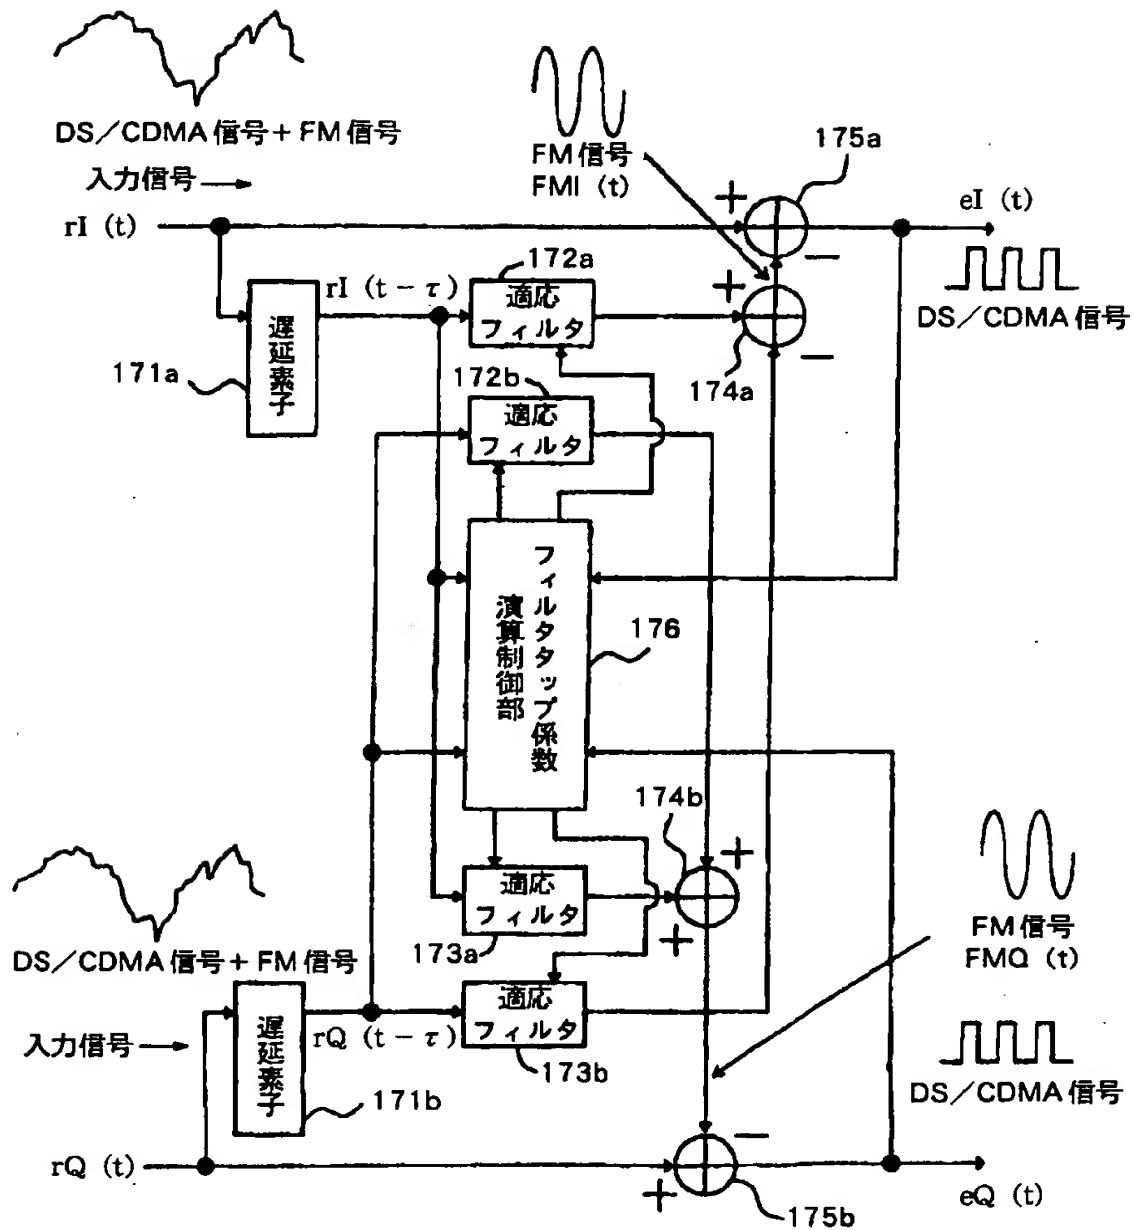 DS/CDMA 信号 + FM 信号
入力信号
rI (t)
FM 信号
FMI (t)
175a
+
eI (t)
−
DS/CDMA 信号
遅延素子
171a
rI (t − τ)
172a
適応
フィルタ
+
174a
−
172b
適応
フィルタ
フィルタタップ係数
演算制御部
176
174b
+
+
適応
フィルタ
173a
DS/CDMA 信号 + FM 信号
入力信号
遅延素子
171b
rQ (t − τ)
適応
フィルタ
173b
FM 信号
FMQ (t)
DS/CDMA 信号
rQ (t)
−
+
175b
eQ (t)